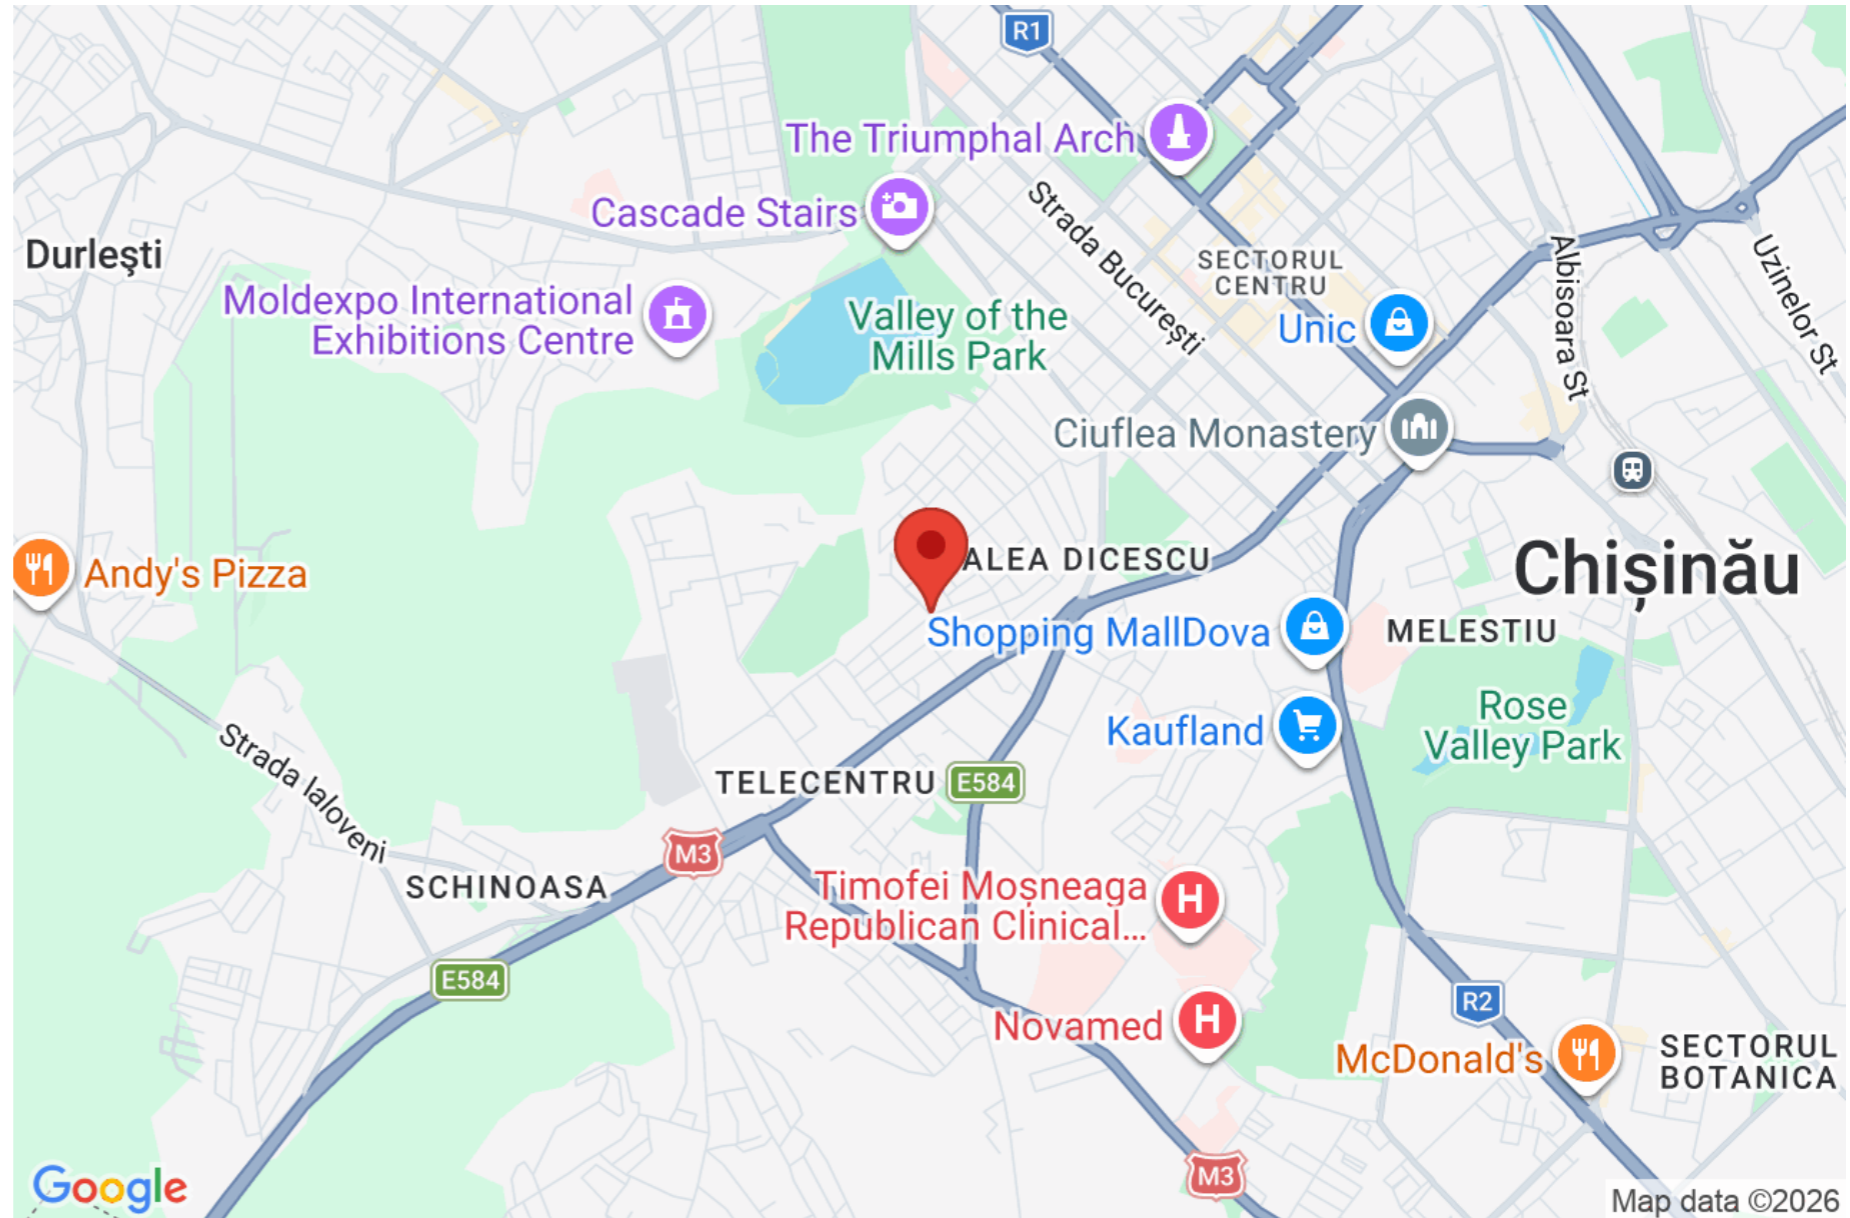 R1
The Triumphal Arch
Cascade Stairs
Strada București
Durlești
SECTORUL
CENTRU
Albisoara St
Uzinelor St
Moldexpo International
Exhibitions Centre
Valley of the
Mills Park
Unic
Ciuflea Monastery
Andy's Pizza
ALEA DICESCU
Chișinău
Shopping MallDova
MELESTIU
Rose
Valley Park
Kaufland
Strada Ialoveni
TELECENTRU
E584
M3
SCHINOASA
Timofei Moșneaga
Republican Clinical...
E584
R2
Novamed
McDonald's
SECTORUL
BOTANICA
M3
Google
Map data ©2026